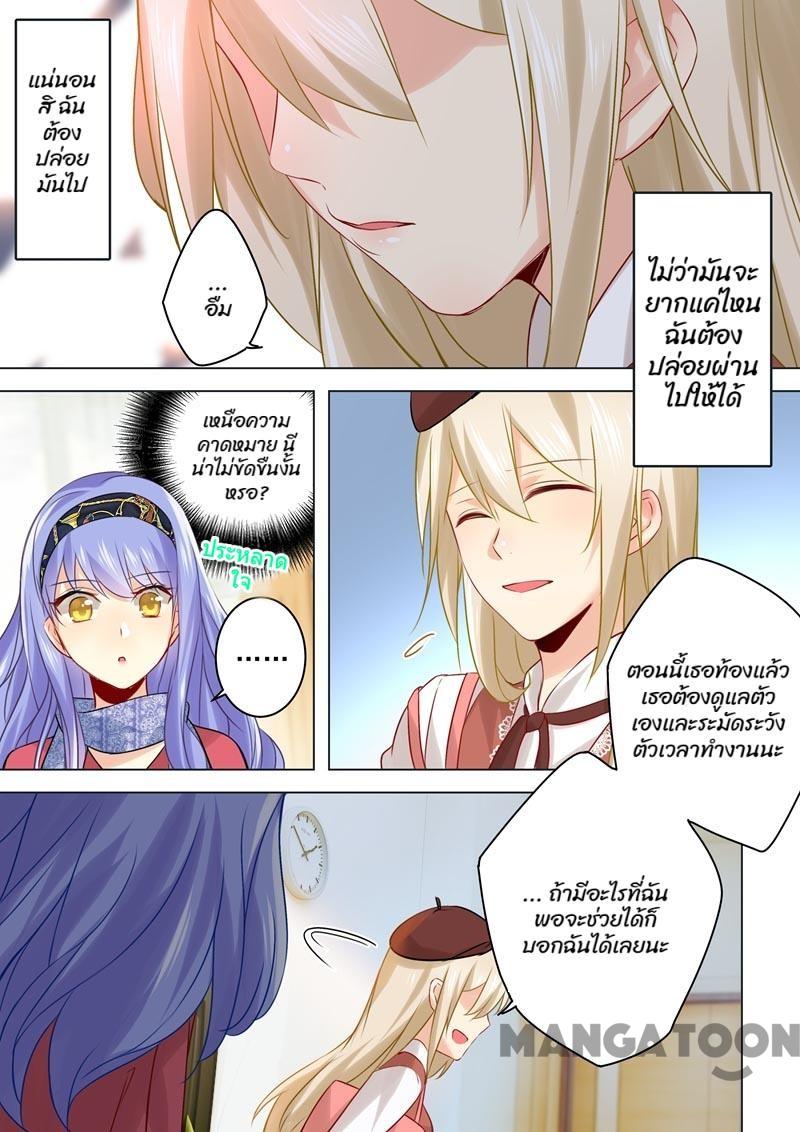 แน่นอน
สิ ฉัน
ต้อง
ปล่อย
มันไป
...
อืม
ไม่ว่ามันจะ
ยากแค่ไหน
ฉันต้อง
ปล่อยผ่าน
ไปให้ได้
เหนือความ
คาดหมาย นี่
น่าไม่ขัดขืนงั้น
หรอ?
ประหลาด
ใจ
......
ตอนนี้เธอท้องแล้ว
เธอต้องดูแลตัว
เองและระมัดระวัง
ตัวเวลาทำงานนะ
... ถ้ามีอะไรที่ฉัน
พอจะช่วยได้ก็
บอกฉันได้เลยนะ
MANGATOON